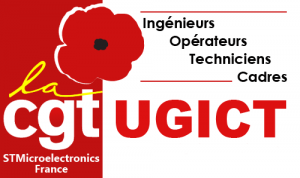 Ingénieurs
Opérateurs
Techniciens
Cadres
la
cgt UGICT
STMicroelectronics
France